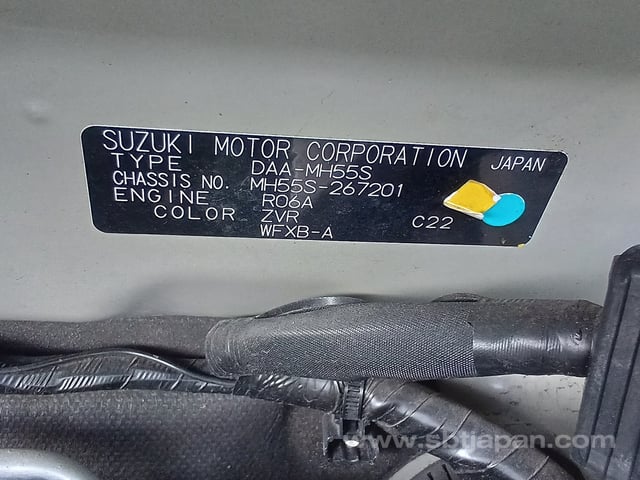 SUZUKI MOTOR CORPORATION JAPAN
TYPE DAA-MH55S
CHASSIS NO. MH55S-267201
ENGINE R06A
COLOR ZVR C22
WFXB-A
www.sbtjapan.com